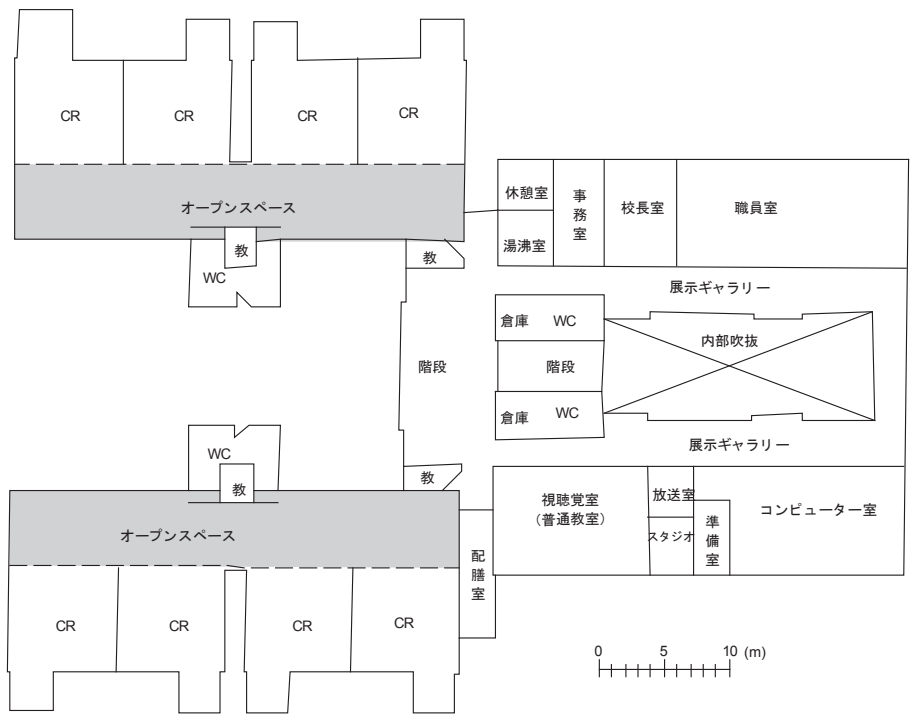 CR
CR
CR
CR
オープンスペース
教
WC
教
休憩室
湯沸室
事務室
校長室
職員室
展示ギャラリー
倉庫 WC
内部吹抜
階段
階段
倉庫 WC
展示ギャラリー
WC
教
教
オープンスペース
視聴覚室
(普通教室)
放送室
スタジオ
準備室
コンピューター室
配膳室
CR
CR
CR
CR
0 5 10 (m)